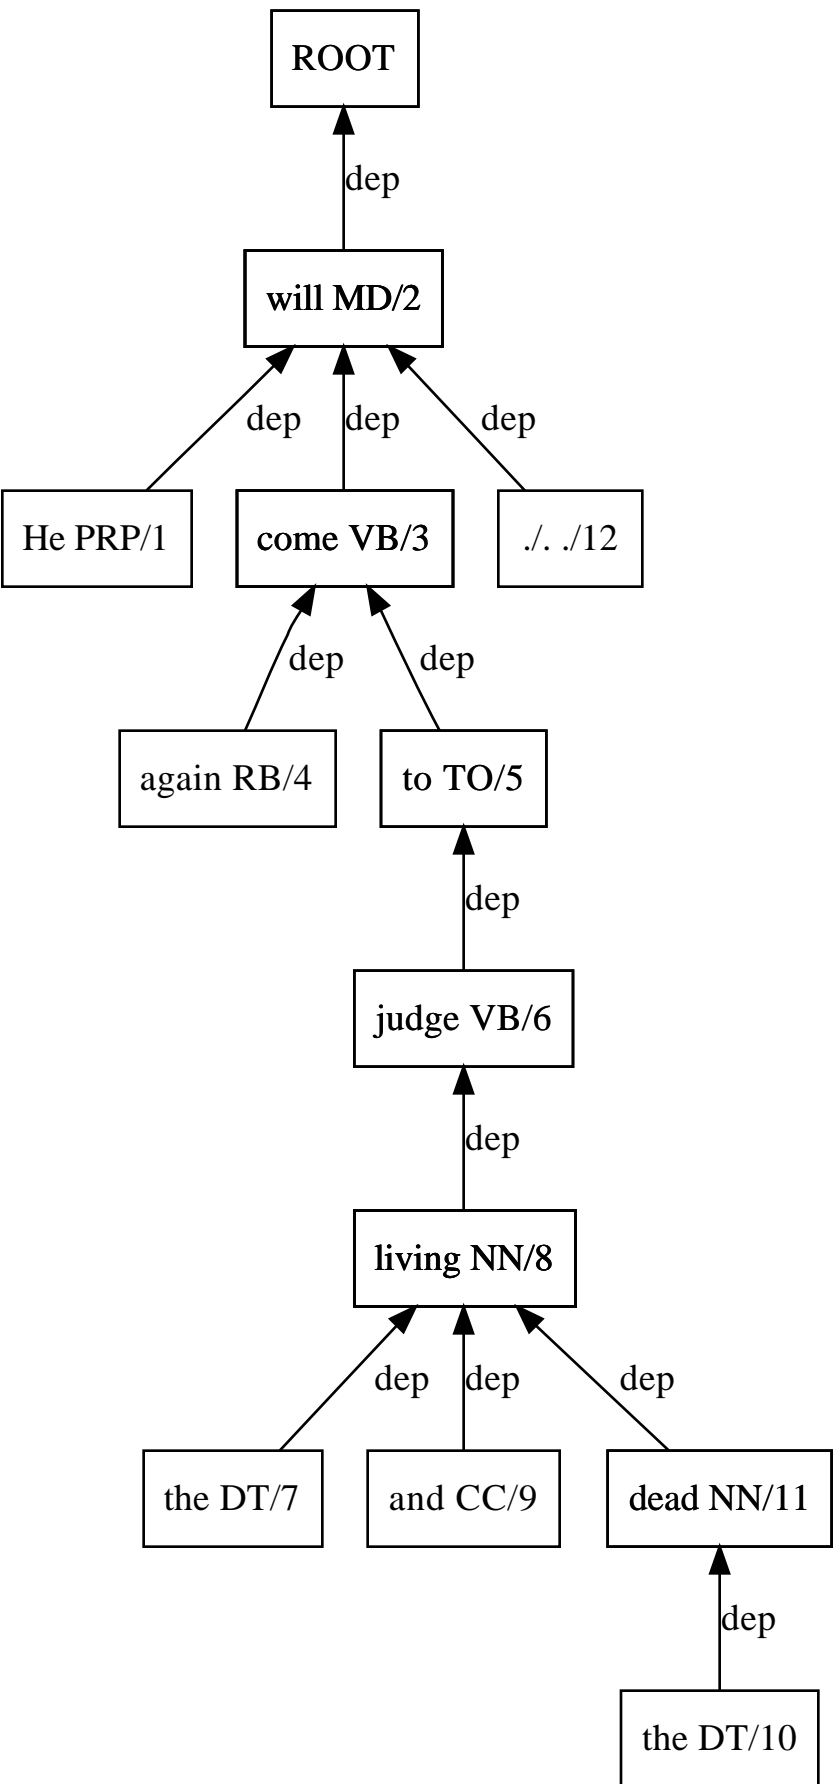 ROOT
dep
will MD/2
dep dep dep
He PRP/1 come VB/3 ./. ./12
dep dep
again RB/4 to TO/5
dep
judge VB/6
dep
living NN/8
dep dep dep
the DT/7 and CC/9 dead NN/11
dep
the DT/10